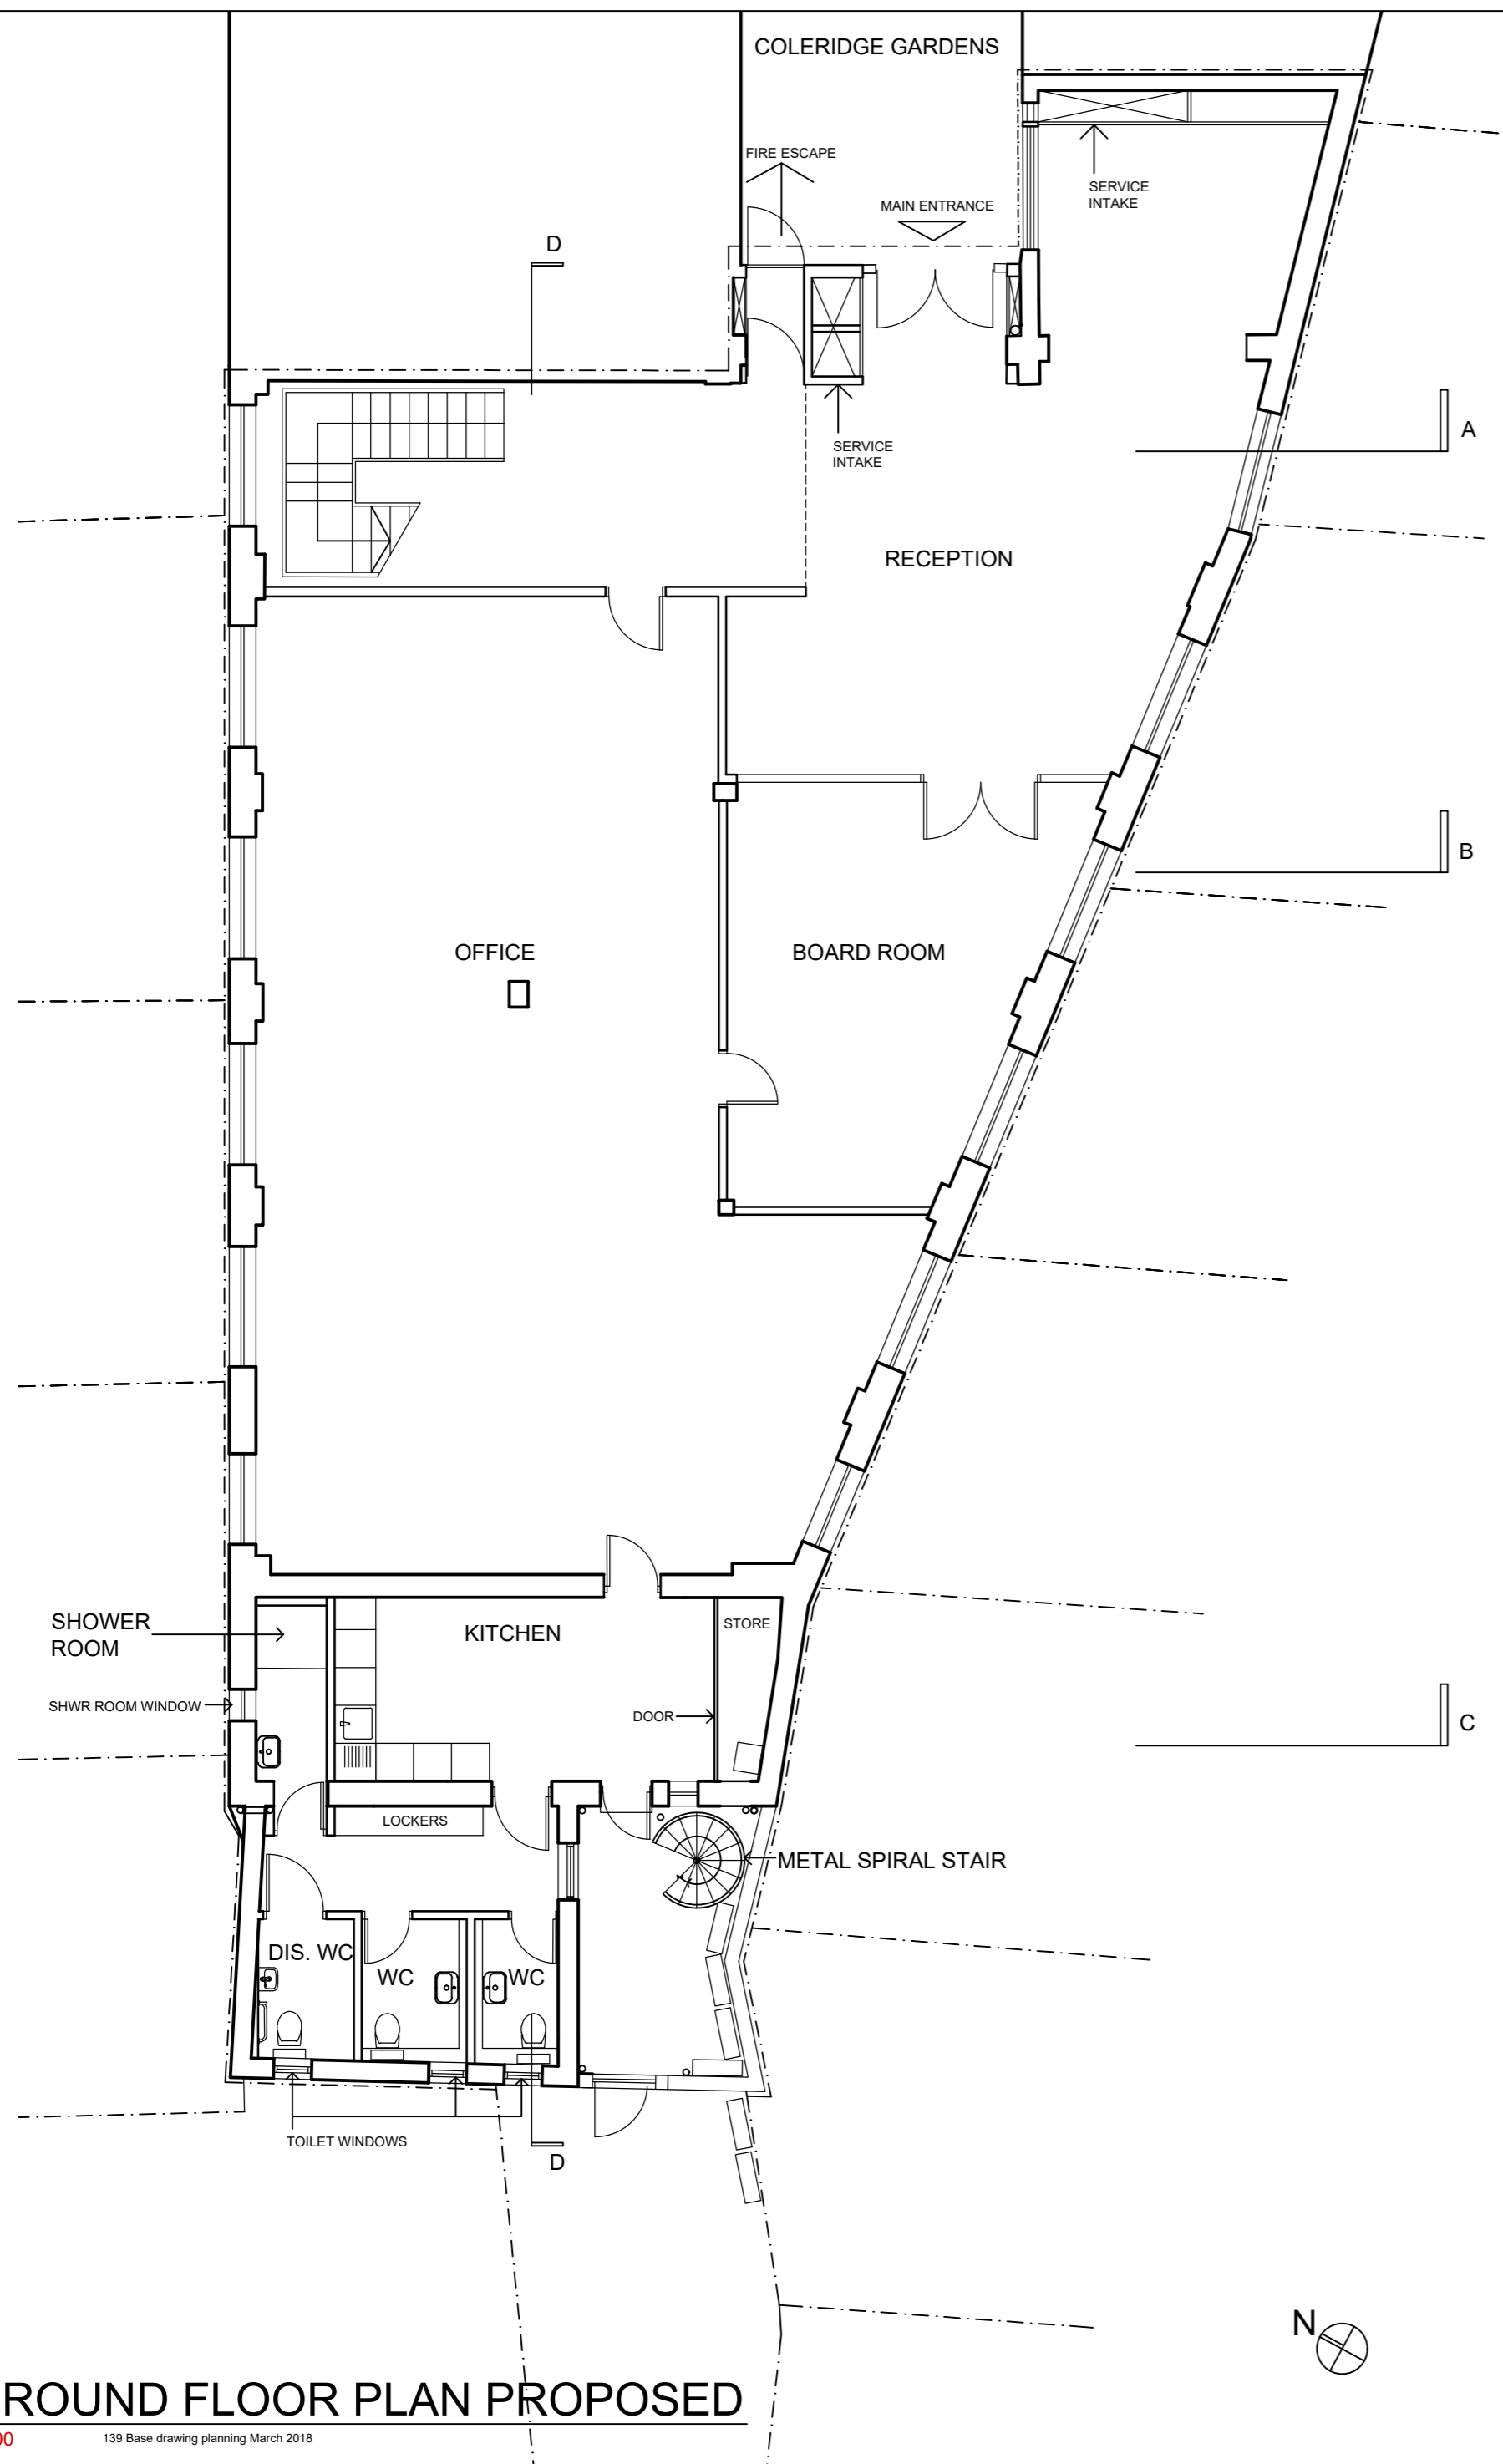 COLERIDGE GARDENS
FIRE ESCAPE
MAIN ENTRANCE
SERVICE
INTAKE
D
SERVICE
INTAKE
A
RECEPTION
B
OFFICE
BOARD ROOM
SHOWER
ROOM
KITCHEN
STORE
SHWR ROOM WINDOW
DOOR
C
LOCKERS
METAL SPIRAL STAIR
DIS. WC
WC
WC
TOILET WINDOWS
D
N
ROUND FLOOR PLAN PROPOSED
00
139 Base drawing planning March 2018